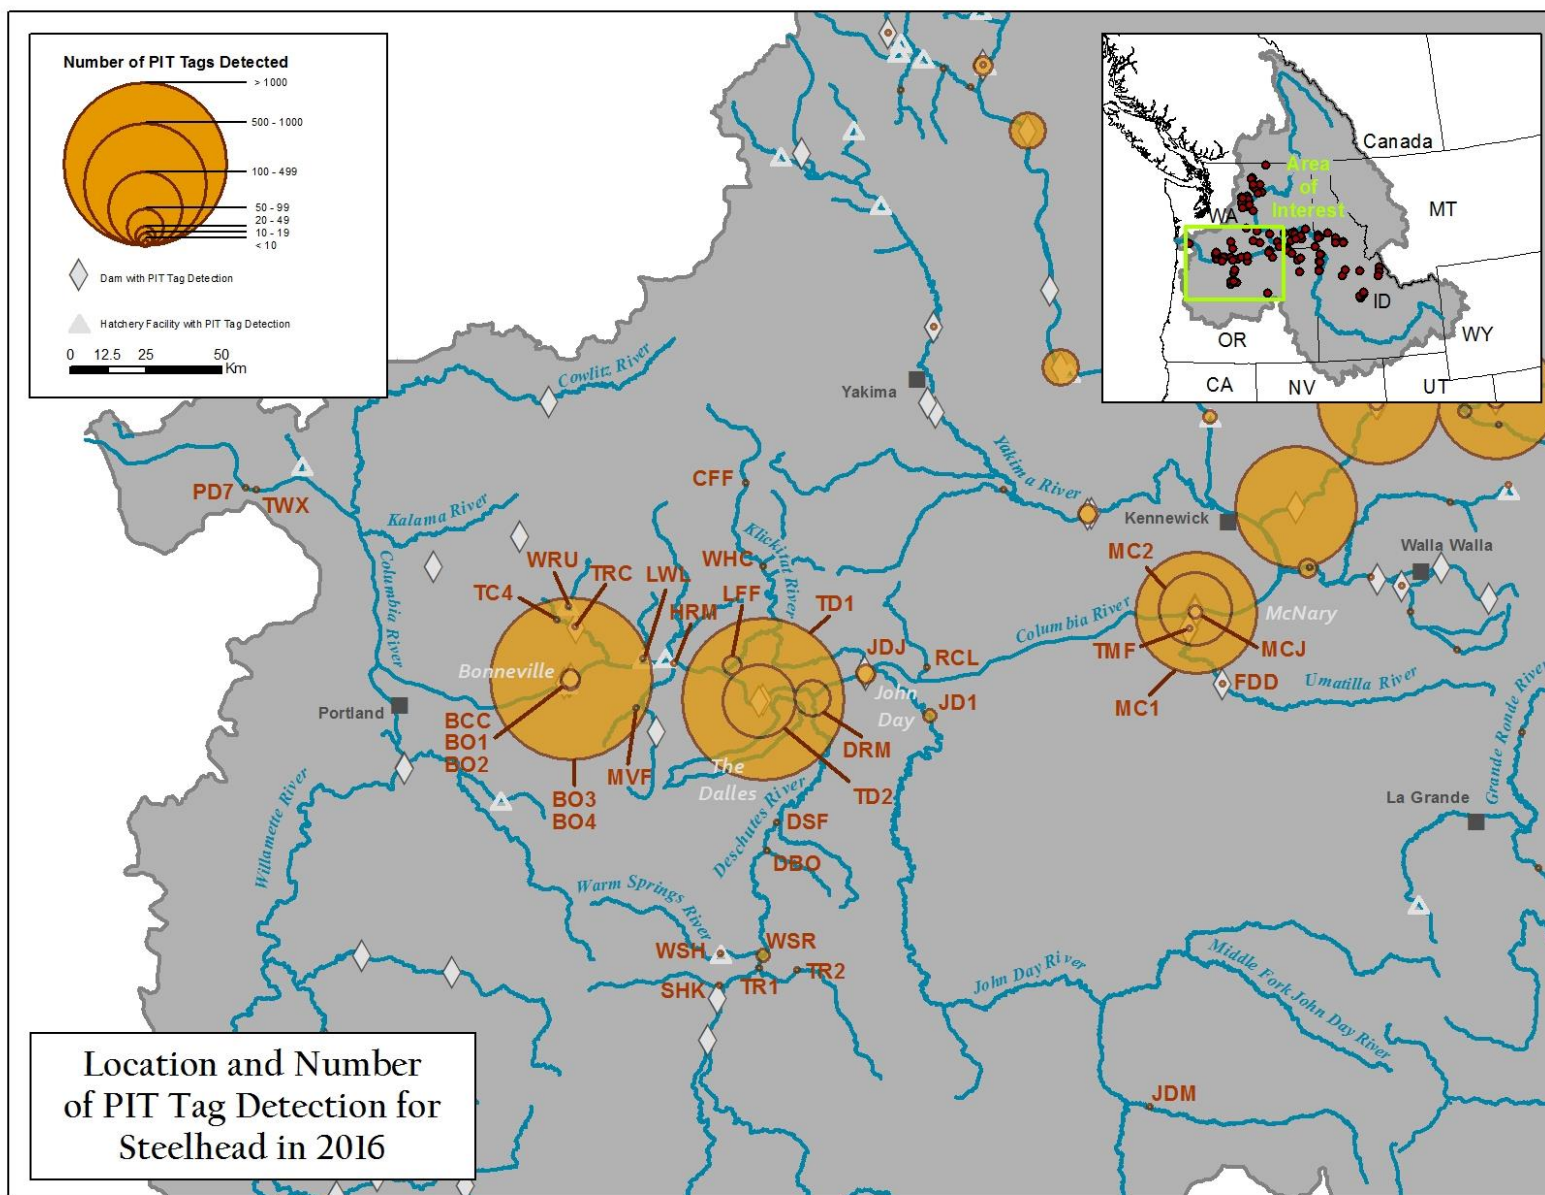 Number of PIT Tags Detected
> 1000
500 - 1000
100 - 499
50 - 99
20 - 49
10 - 19
< 10
Dam with PIT Tag Detection
Hatchery Facility with PIT Tag Detection
0 12.5 25 50
Km
Canada
Area
of
Interest
WA
MT
ID
OR
WY
CA
NV
UT
Cowlitz River
Yakima
Yakima River
CFF
PD7
TWX
Kalama River
Kennewick
Walla Walla
MC2
WRU
TRC
LWL
WHC
Klickitat River
TC4
HRM
LFF
TD1
Columbia River
Columbia River
McNary
Bonneville
JDJ
RCL
TMF
MCJ
FDD
Umatilla River
John
Day
JD1
MC1
Portland
BCC
BO1
BO2
DRM
MVF
The
Dalles
TD2
BO3
BO4
La Grande
Grande Ronde River
Willamette River
Deschutes River
DSF
DBO
Warm Springs River
WSH
WSR
SHK
TR1
TR2
John Day River
Middle Fork John Day River
JDM
Location and Number
of PIT Tag Detection for
Steelhead in 2016